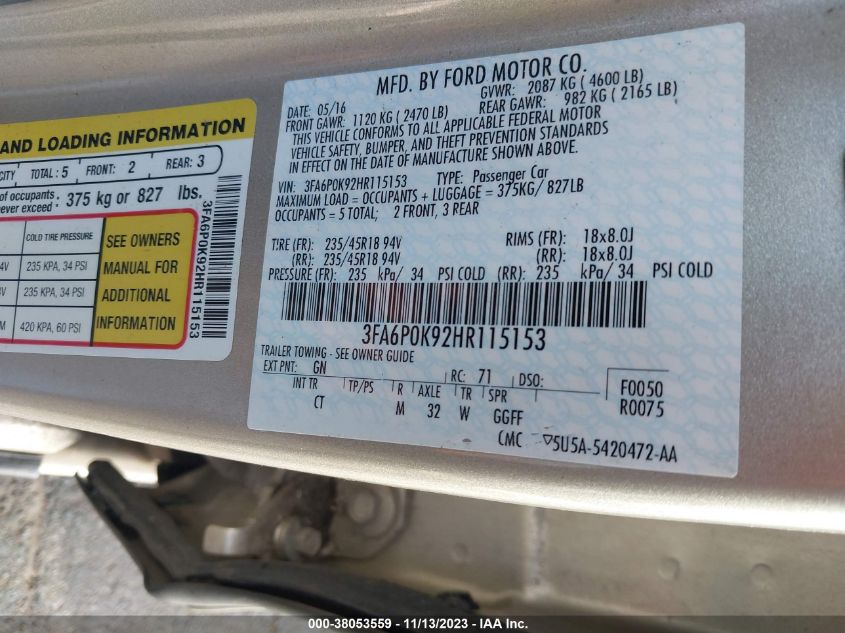 AND LOADING INFORMATION
CITY TOTAL: 5 FRONT: 2 REAR: 3
of occupants
never exceed: 375 kg or 827 lbs.
COLD TIRE PRESSURE
4V 235 KPA, 34 PSI
235 KPA, 34 PSI
M 420 KPA, 60 PSI
SEE OWNERS
MANUAL FOR
ADDITIONAL
INFORMATION
3FA6P0K92HR115153
MFD. BY FORD MOTOR CO.
DATE: 05/16 GVWR: 2087 KG ( 4600 LB)
FRONT GAWR: 1120 KG ( 2470 LB) REAR GAWR: 982 KG ( 2165 LB)
THIS VEHICLE CONFORMS TO ALL APPLICABLE FEDERAL MOTOR
VEHICLE SAFETY, BUMPER, AND THEFT PREVENTION STANDARDS
IN EFFECT ON THE DATE OF MANUFACTURE SHOWN ABOVE.
VIN: 3FA6P0K92HR115153 TYPE: Passenger Car
MAXIMUM LOAD = OCCUPANTS + LUGGAGE = 375KG/ 827LB
OCCUPANTS = 5 TOTAL; 2 FRONT, 3 REAR
TIRE (FR): 235/45R18 94V RIMS (FR): 18x8.0J
(RR): 235/45R18 94V (RR): 18x8.0J
PRESSURE (FR): 235 kPa/ 34 PSI COLD (RR): 235 kPa/ 34 PSI COLD
3FA6P0K92HR115153
TRAILER TOWING - SEE OWNER GUIDE
EXT PNT: GN RC: 71 DSO:
INT TR TP/PS R AXLE TR SPR F0050
CT M 32 W GGFF R0075
CMC ▽5U5A-5420472-AA
000-38053559 - 11/13/2023 - IAA Inc.